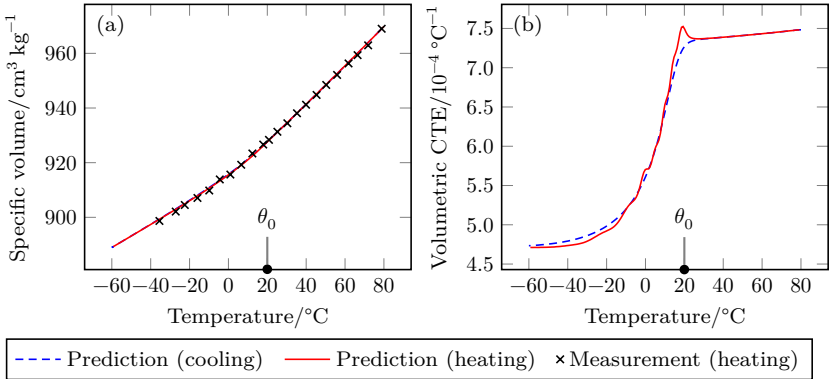 (a)
Specific volume/cm³ kg⁻¹
960
940
920
900
θ₀
−60 −40 −20 0 20 40 60 80
Temperature/°C
(b)
Volumetric CTE/10⁻⁴ °C⁻¹
7.5
7.0
6.5
6.0
5.5
5.0
4.5
θ₀
−60 −40 −20 0 20 40 60 80
Temperature/°C
Prediction (cooling) Prediction (heating) Measurement (heating)